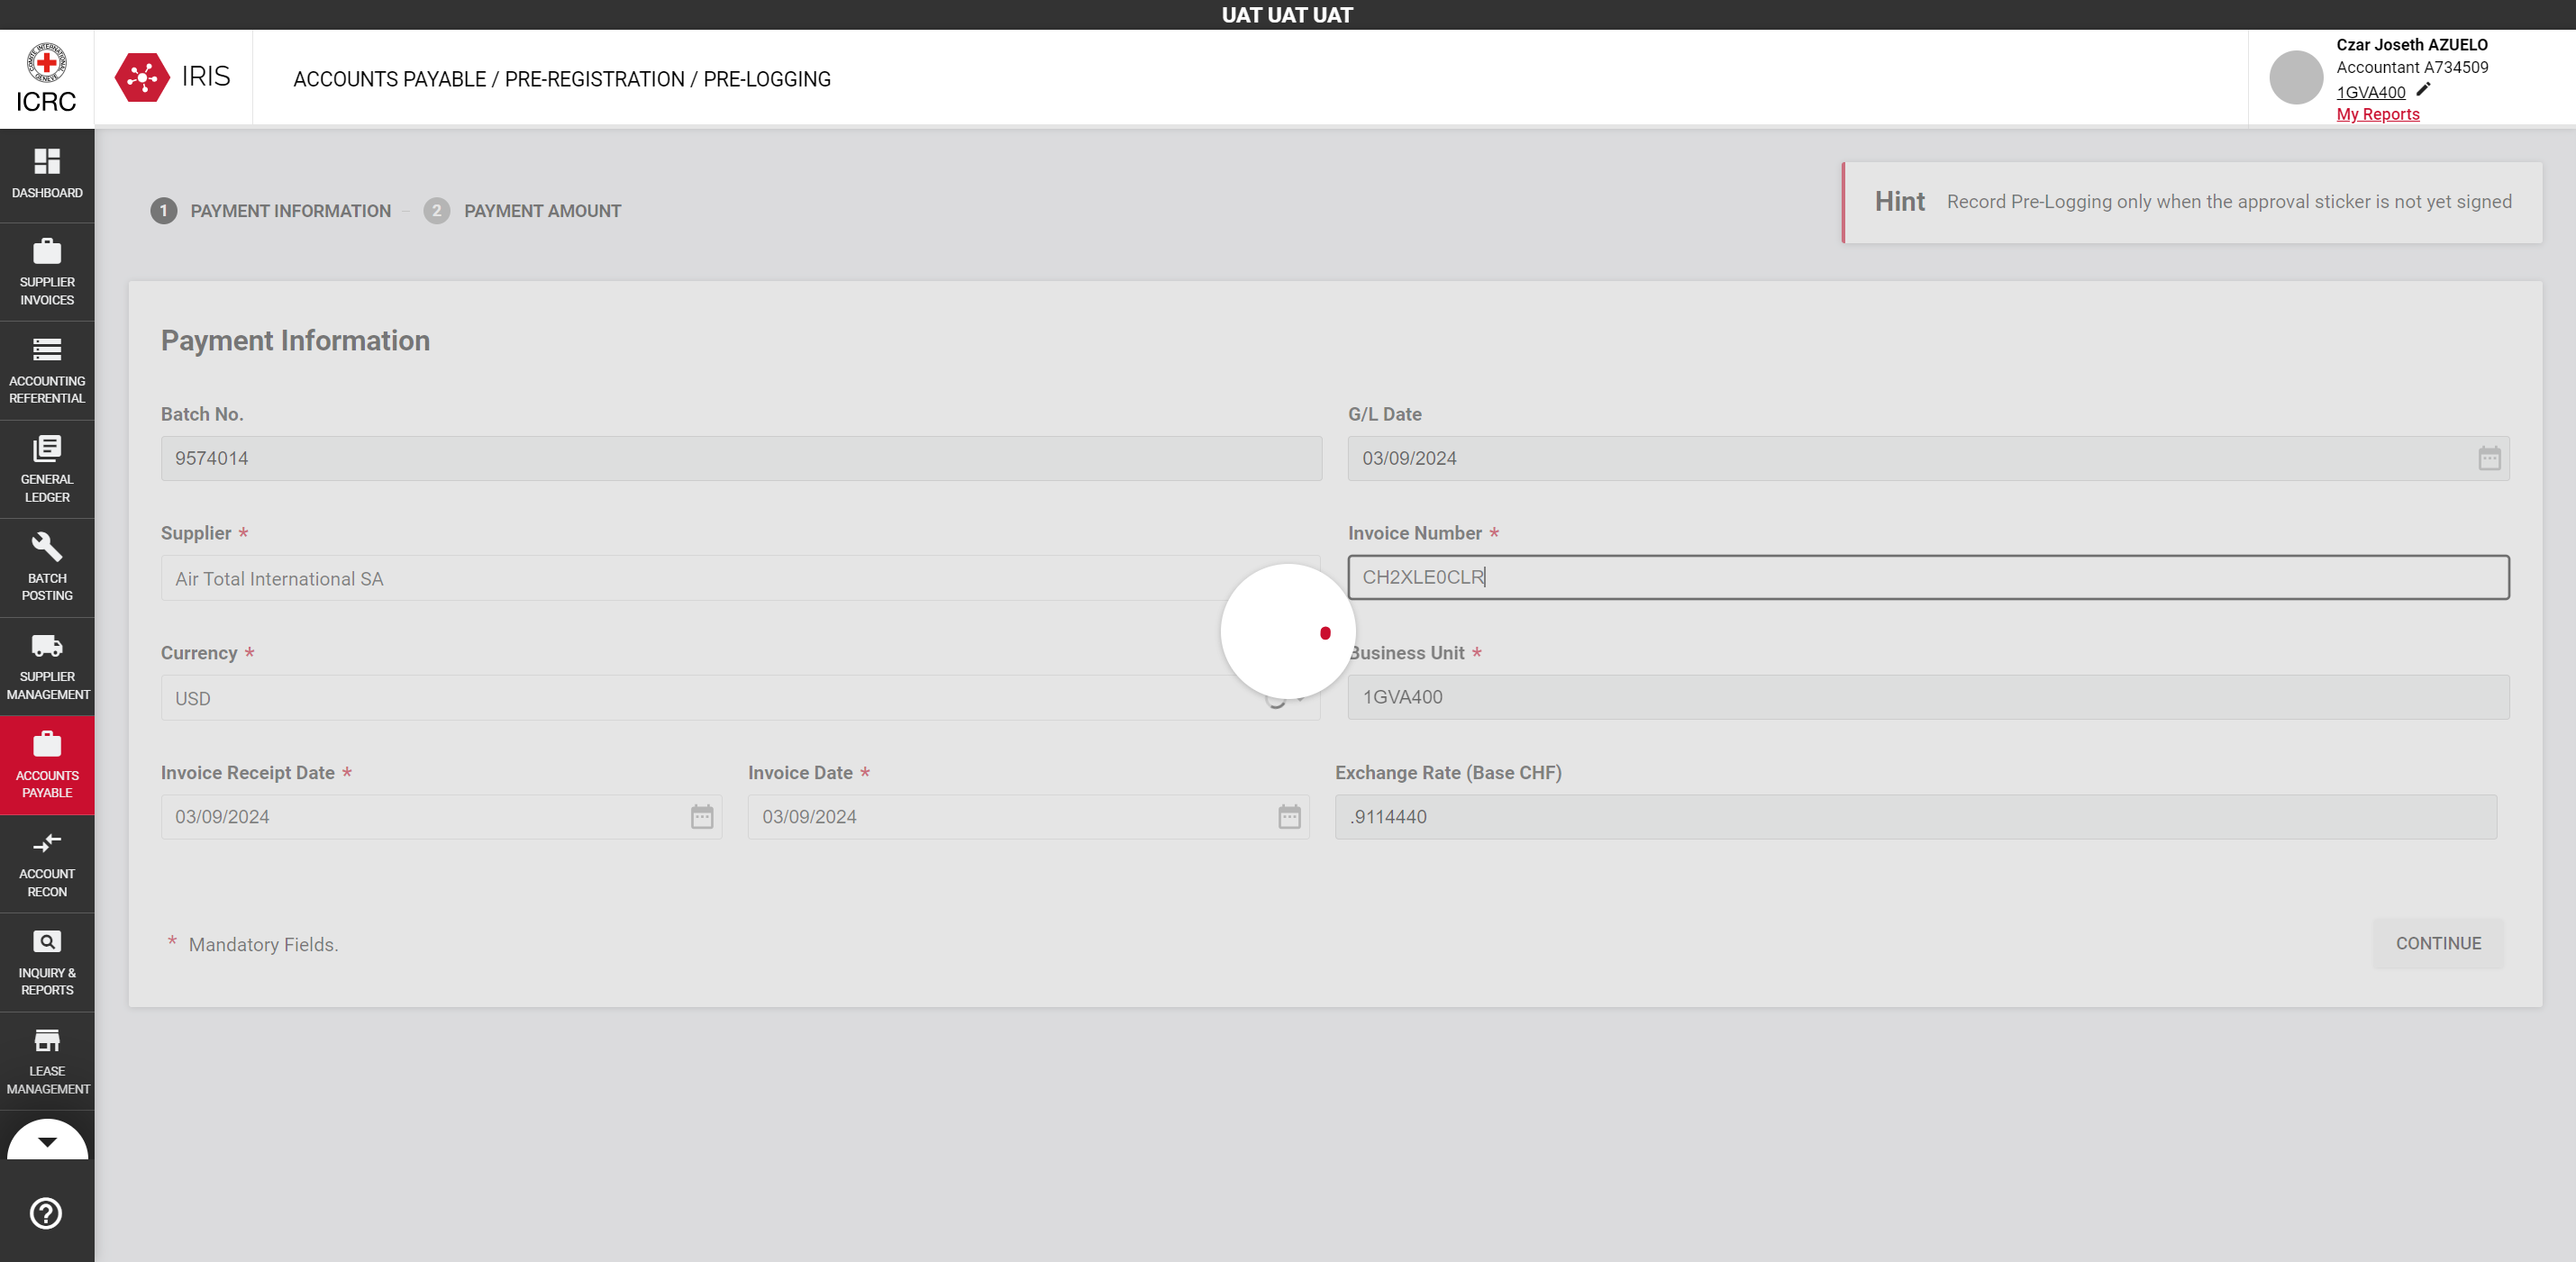 UAT UAT UAT
COMITE INTERNATIONAL GENEVE
ICRC
IRIS
ACCOUNTS PAYABLE / PRE-REGISTRATION / PRE-LOGGING
Czar Joseth AZUELO
Accountant A734509
1GVA400
My Reports
DASHBOARD
SUPPLIER
INVOICES
ACCOUNTING
REFERENTIAL
GENERAL
LEDGER
BATCH
POSTING
SUPPLIER
MANAGEMENT
ACCOUNTS
PAYABLE
ACCOUNT
RECON
INQUIRY &
REPORTS
LEASE
MANAGEMENT
1 PAYMENT INFORMATION – 2 PAYMENT AMOUNT
Hint Record Pre-Logging only when the approval sticker is not yet signed
Payment Information
Batch No.
9574014
G/L Date
03/09/2024
Supplier *
Air Total International SA
Invoice Number *
CH2XLE0CLR
Currency *
USD
Business Unit *
1GVA400
Invoice Receipt Date *
03/09/2024
Invoice Date *
03/09/2024
Exchange Rate (Base CHF)
.9114440
* Mandatory Fields.
CONTINUE